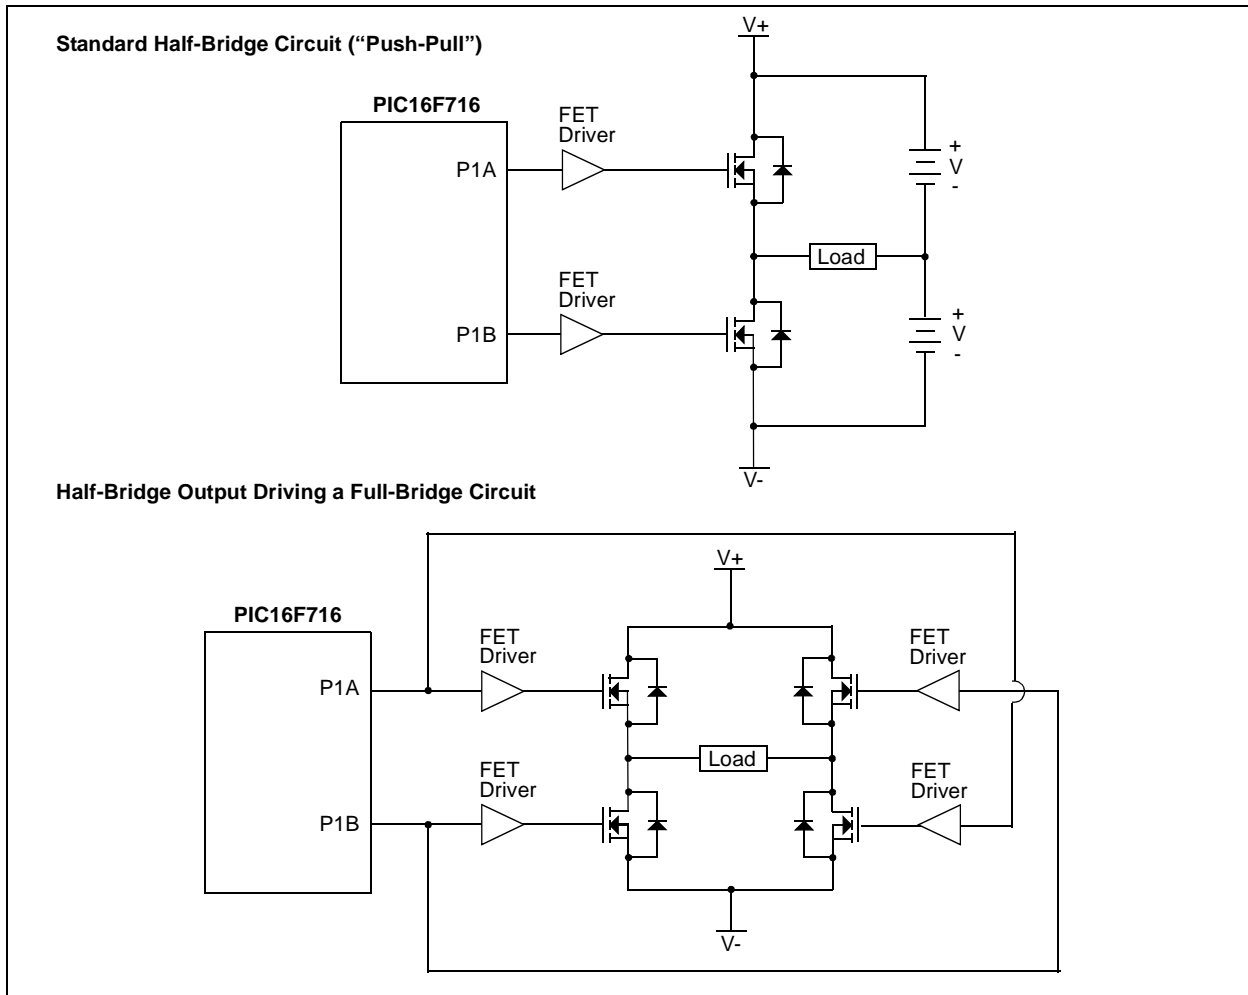 Standard Half-Bridge Circuit (“Push-Pull”)
V+
PIC16F716
FET
Driver
P1A
+
V
-
Load
FET
Driver
P1B
+
V
-
V-
Half-Bridge Output Driving a Full-Bridge Circuit
V+
PIC16F716
FET
Driver
FET
Driver
P1A
Load
FET
Driver
FET
Driver
P1B
V-